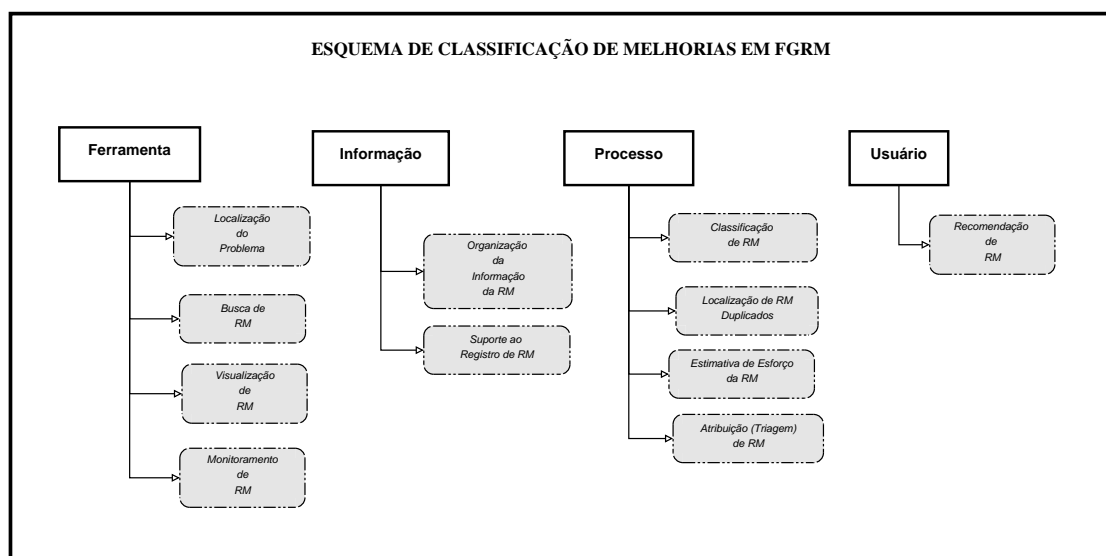 ESQUEMA DE CLASSIFICAÇÃO DE MELHORIAS EM FGRM
Ferramenta
Localização
do
Problema
Busca de
RM
Visualização
de
RM
Monitoramento
de
RM
Informação
Organização
da
Informação
da RM
Suporte ao
Registro de RM
Processo
Classificação
de RM
Localização de RM
Duplicados
Estimativa de Esforço
da RM
Atribuição (Triagem)
de RM
Usuário
Recomendação
de
RM